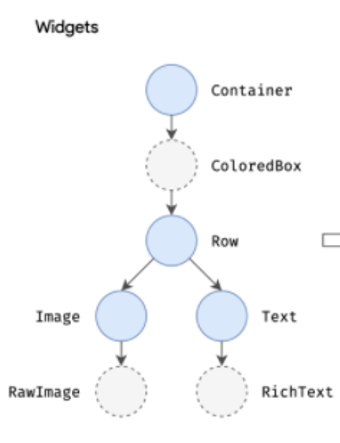 Widgets
Container
ColoredBox
Row
Image
Text
RawImage
RichText